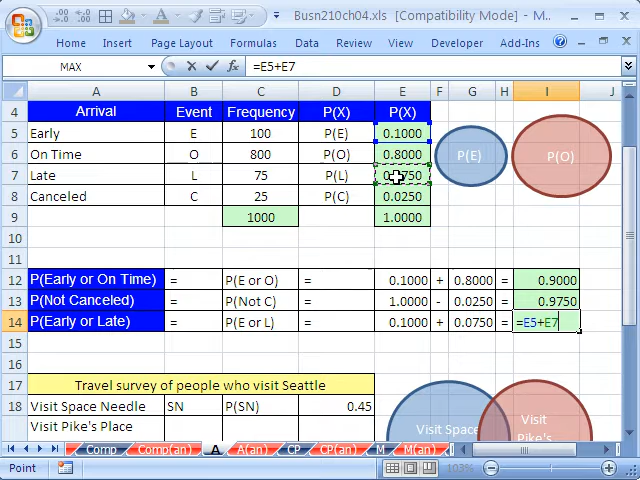 Busn210ch04.xls [Compatibility Mode] - M...
Home Insert Page Layout Formulas Data Review View Developer Add-Ins
MAX =E5+E7
A B C D E F G H I J
4 Arrival Event Frequency P(X) P(X)
5 Early E 100 P(E) 0.1000
6 On Time O 800 P(O) 0.8000 P(E) P(O)
7 Late L 75 P(L) 0.0750
8 Canceled C 25 P(C) 0.0250
9 1000 1.0000
10
11
12 P(Early or On Time) = P(E or O) = 0.1000 + 0.8000 = 0.9000
13 P(Not Canceled) = P(Not C) = 1.0000 - 0.0250 = 0.9750
14 P(Early or Late) = P(E or L) = 0.1000 + 0.0750 = =E5+E7
15
16
17 Travel survey of people who visit Seattle
18 Visit Space Needle SN P(SN) 0.45
Visit Pike's Place
Visit Space
Visit
Pike's
Comp Comp(an) A A(an) CP CP(an) M M(an)
Point 103%